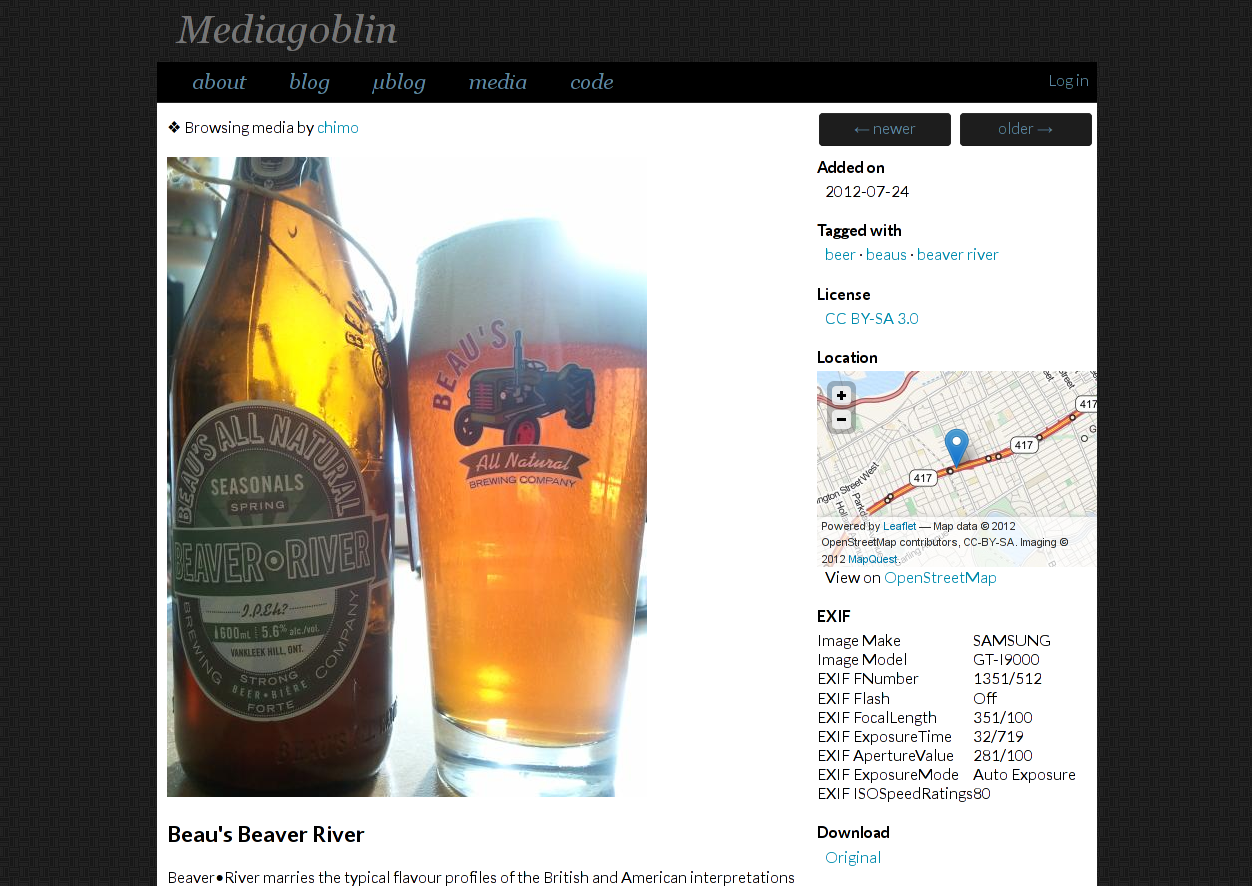 Mediagoblin
about blog μblog media code Log in
❖ Browsing media by chimo
← newer older →
BEAU'S ALL NATURAL
SEASONALS
SPRING
BEAVER•RIVER
I.P.Eh?
600mL 5.6% alc./vol.
VANKLEEK HILL, ONT.
STRONG
BEER•BIÈRE
FORTE
BREWING COMPANY
BEAU'S
All Natural
BREWING COMPANY
Added on
2012-07-24
Tagged with
beer · beaus · beaver river
License
CC BY-SA 3.0
Location
+
−
417
417
417
Powered by Leaflet — Map data © 2012
OpenStreetMap contributors, CC-BY-SA. Imaging ©
2012 MapQuest.
View on OpenStreetMap
EXIF
Image Make SAMSUNG
Image Model GT-I9000
EXIF FNumber 1351/512
EXIF Flash Off
EXIF FocalLength 351/100
EXIF ExposureTime 32/719
EXIF ApertureValue 281/100
EXIF ExposureMode Auto Exposure
EXIF ISOSpeedRatings80
Download
Original
Beau's Beaver River
Beaver•River marries the typical flavour profiles of the British and American interpretations